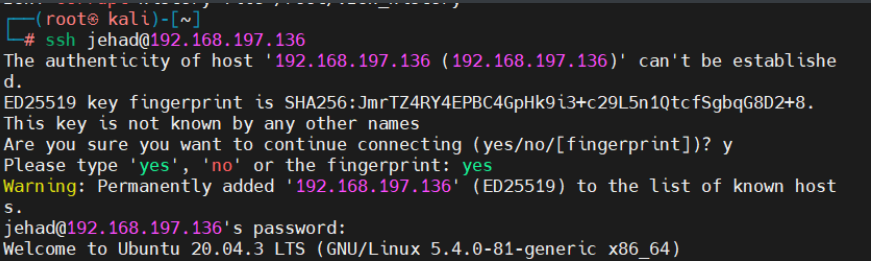 ┌──(root㉿ kali)-[~]
└─# ssh jehad@192.168.197.136
The authenticity of host '192.168.197.136 (192.168.197.136)' can't be establishe
d.
ED25519 key fingerprint is SHA256:JmrTZ4RY4EPBC4GpHk9i3+c29L5n1QtcfSgbqG8D2+8.
This key is not known by any other names
Are you sure you want to continue connecting (yes/no/[fingerprint])? y
Please type 'yes', 'no' or the fingerprint: yes
Warning: Permanently added '192.168.197.136' (ED25519) to the list of known host
s.
jehad@192.168.197.136's password:
Welcome to Ubuntu 20.04.3 LTS (GNU/Linux 5.4.0-81-generic x86_64)